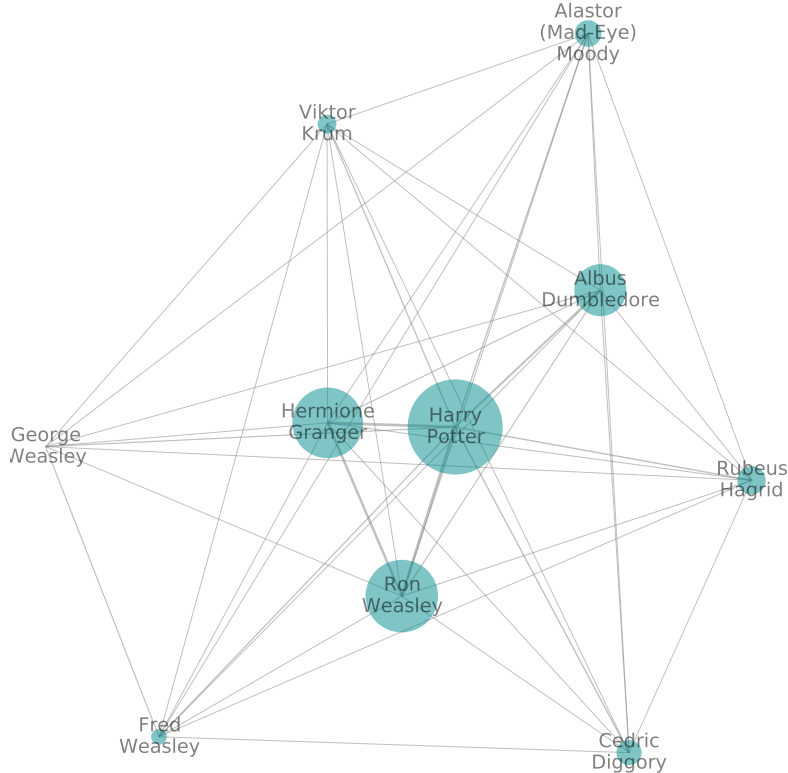 Alastor
(Mad-Eye)
Moody
Viktor
Krum
Albus
Dumbledore
Hermione
Granger
Harry
Potter
George
Weasley
Rubeus
Hagrid
Ron
Weasley
Fred
Weasley
Cedric
Diggory